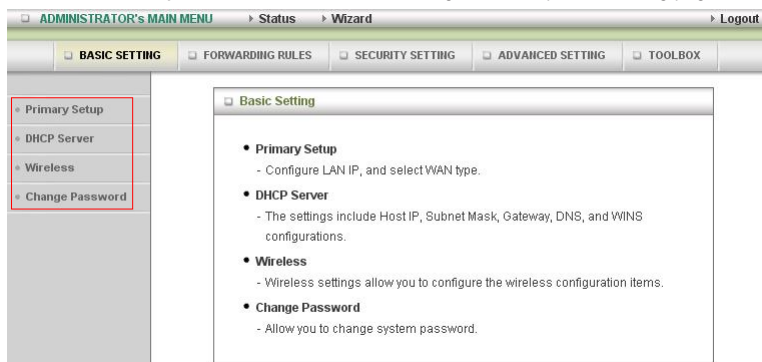 ADMINISTRATOR's MAIN MENU Status Wizard Logout
BASIC SETTING FORWARDING RULES SECURITY SETTING ADVANCED SETTING TOOLBOX
Primary Setup
DHCP Server
Wireless
Change Password
Basic Setting
• Primary Setup
- Configure LAN IP, and select WAN type.
• DHCP Server
- The settings include Host IP, Subnet Mask, Gateway, DNS, and WINS
configurations.
• Wireless
- Wireless settings allow you to configure the wireless configuration items.
• Change Password
- Allow you to change system password.